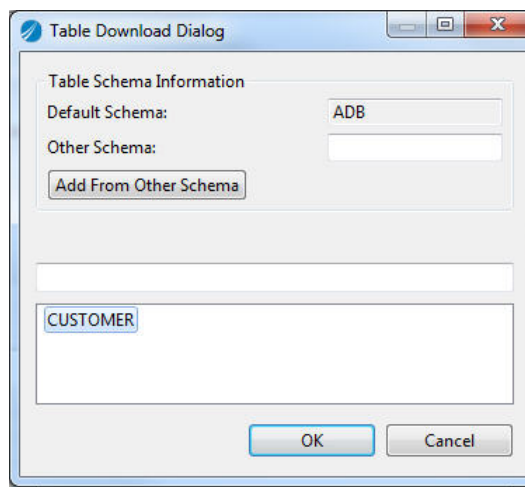 Table Download Dialog
Table Schema Information
Default Schema: ADB
Other Schema:
Add From Other Schema
CUSTOMER
OK Cancel